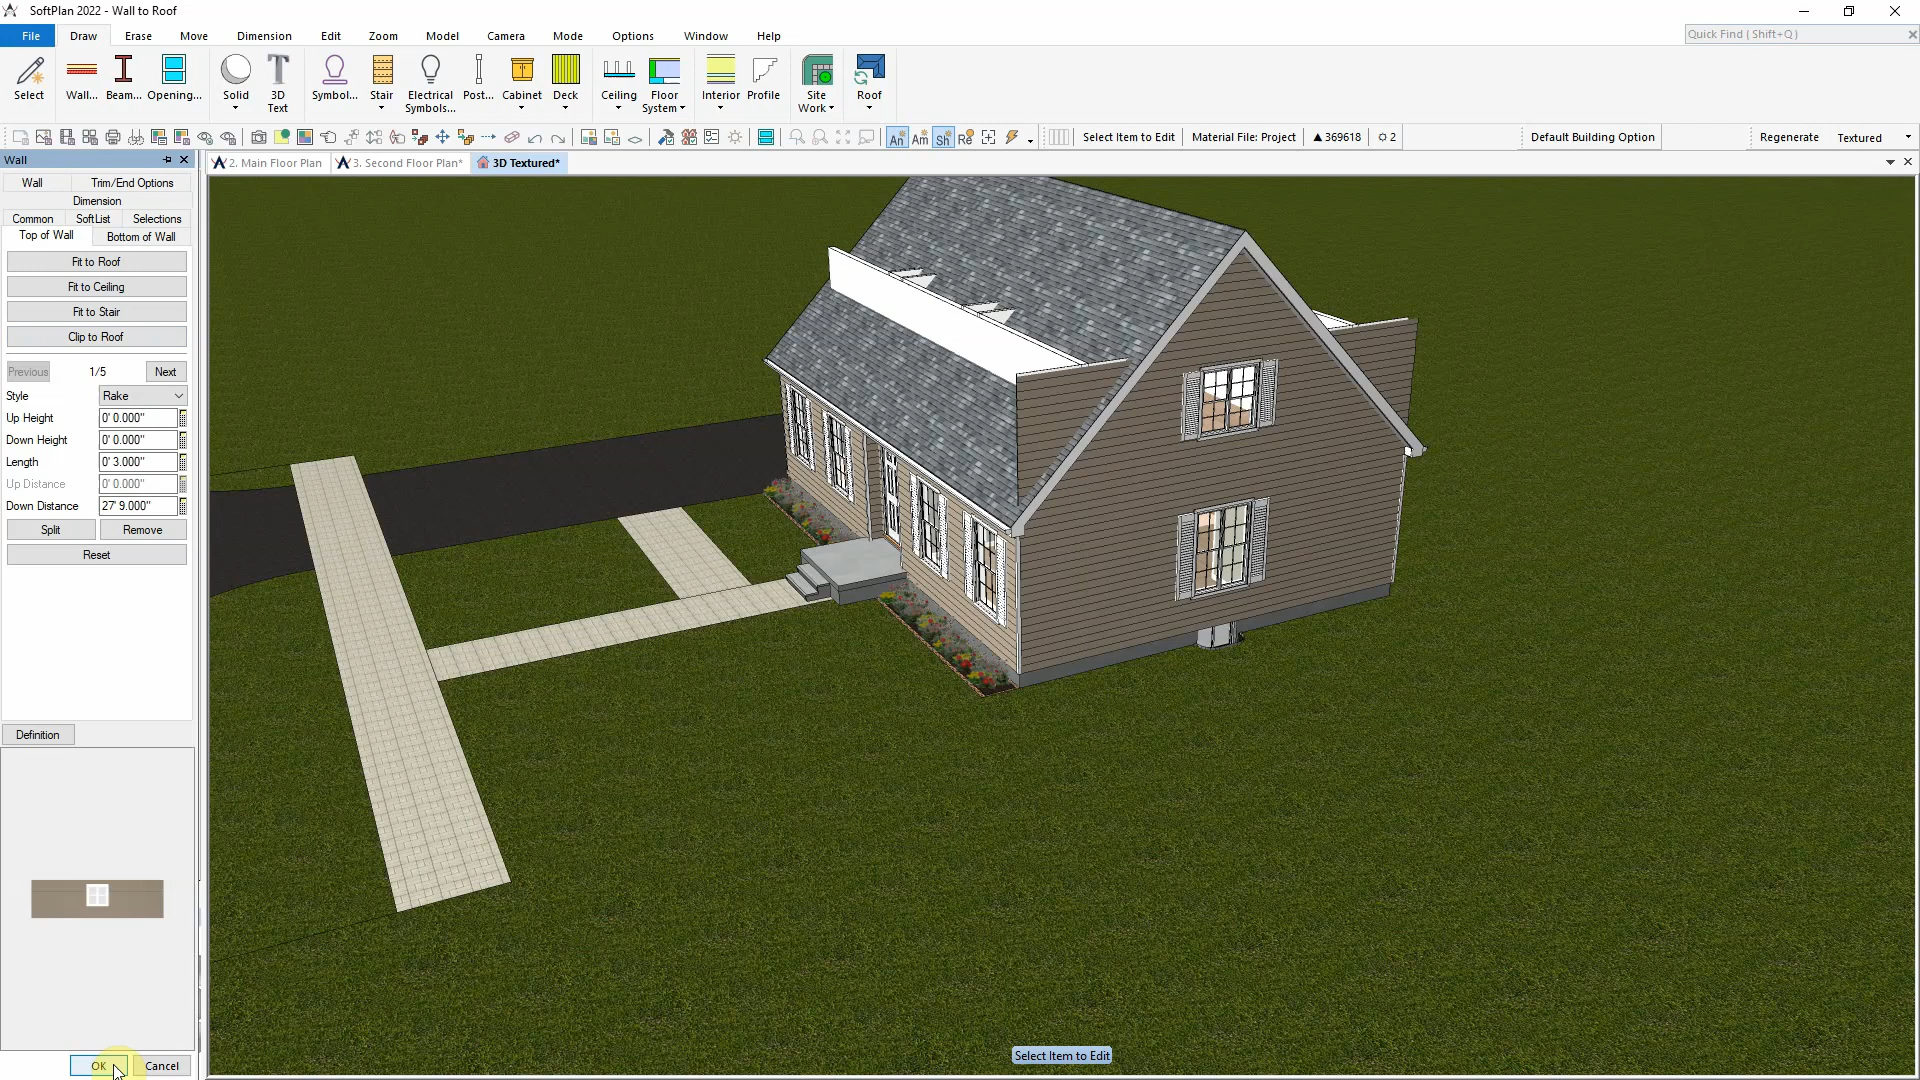 SoftPlan 2022 - Wall to Roof
File Draw Erase Move Dimension Edit Zoom Model Camera Mode Options Window Help
Quick Find ( Shift+Q )
Select Wall... Beam... Opening... Solid 3D Text Symbol... Stair Electrical Symbols... Post... Cabinet Deck Ceiling Floor System Interior Profile Site Work Roof
An Am Sh Re Select Item to Edit Material File: Project 369618 2 Default Building Option Regenerate Textured
Wall
2. Main Floor Plan 3. Second Floor Plan* 3D Textured*
Wall Trim/End Options
Dimension
Common SoftList Selections
Top of Wall Bottom of Wall
Fit to Roof
Fit to Ceiling
Fit to Stair
Clip to Roof
Previous 1/5 Next
Style Rake
Up Height 0' 0.000"
Down Height 0' 0.000"
Length 0' 3.000"
Up Distance 0' 0.000"
Down Distance 27' 9.000"
Split Remove
Reset
Definition
Select Item to Edit
OK Cancel